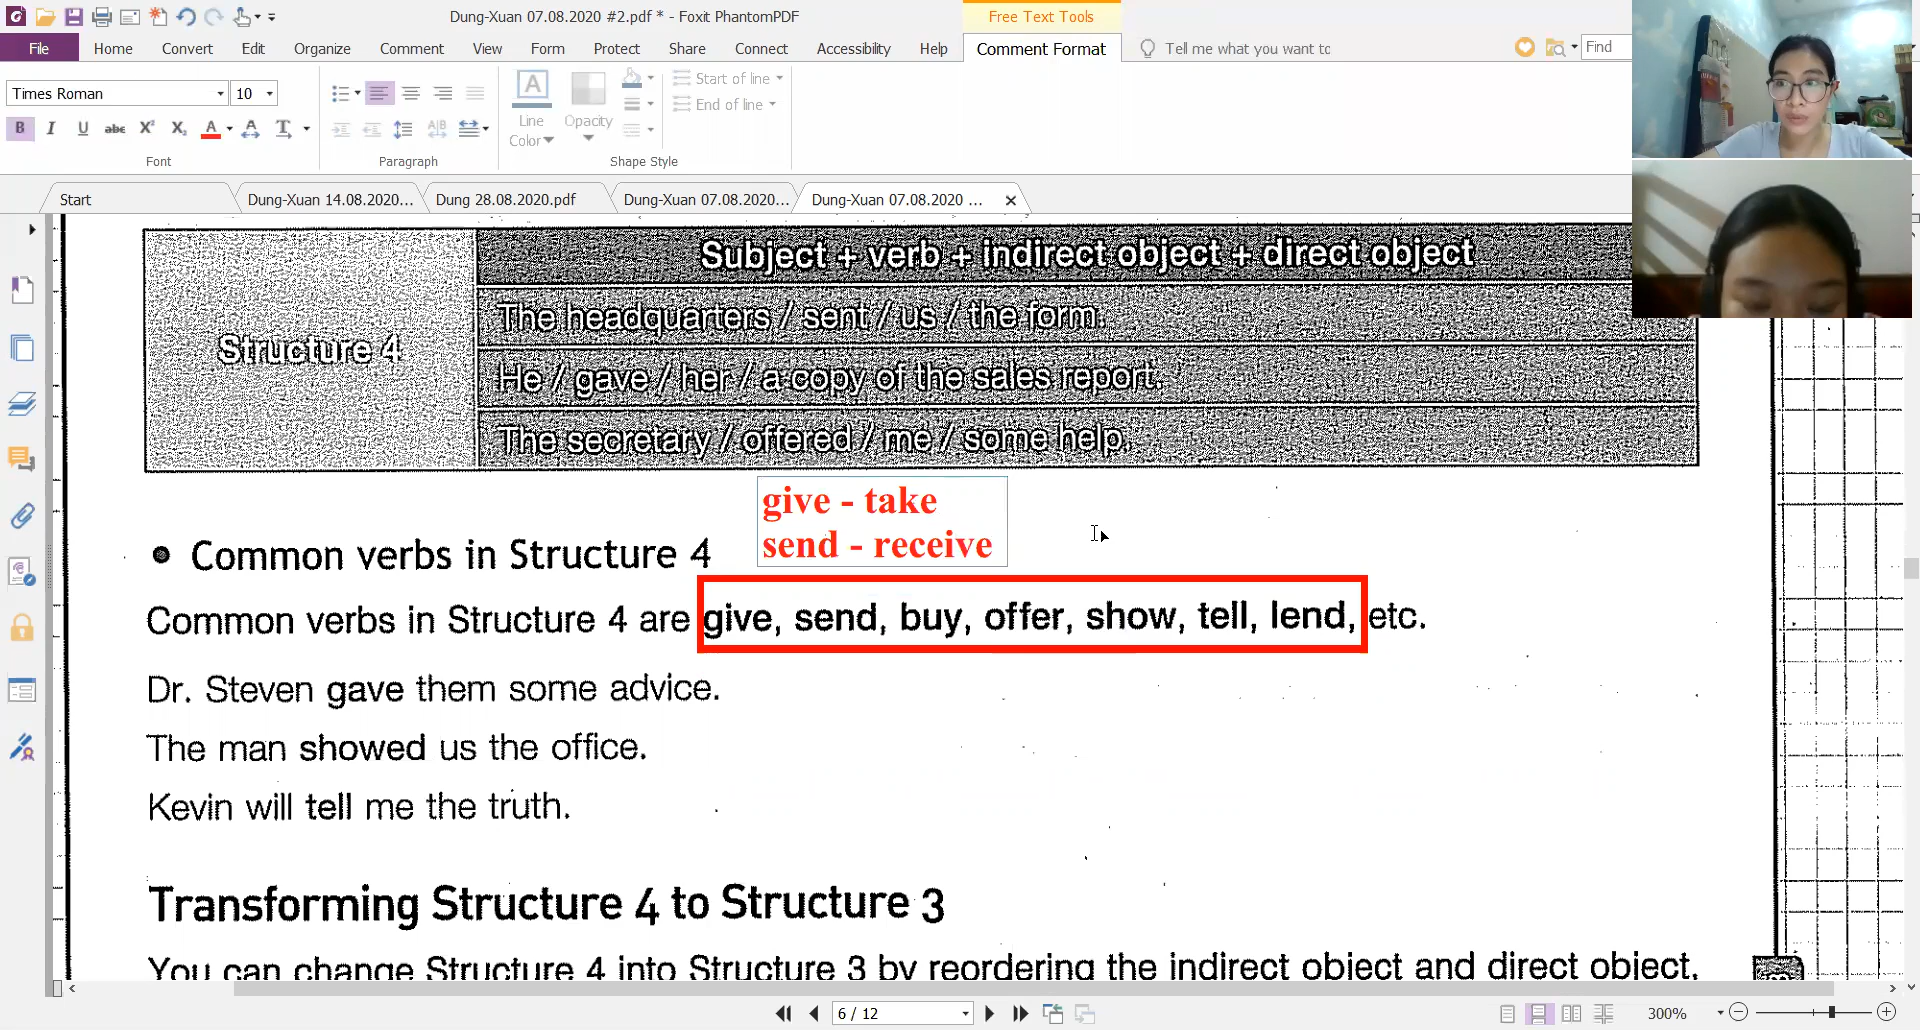 Dung-Xuan 07.08.2020 #2.pdf * - Foxit PhantomPDF
Free Text Tools
File Home Convert Edit Organize Comment View Form Protect Share Connect Accessibility Help Comment Format Tell me what you want to Find
Times Roman 10
Start of line
End of line
B I U abc X² X₂ A A T
Line Color
Opacity
Font Paragraph Shape Style
Start Dung-Xuan 14.08.2020... Dung 28.08.2020.pdf Dung-Xuan 07.08.2020... Dung-Xuan 07.08.2020 ...
Subject + verb + indirect object + direct object
Structure 4
The headquarters / sent / us / the form.
He / gave / her / a copy of the sales report.
The secretary / offered / me / some help.
give - take
send - receive
Common verbs in Structure 4
Common verbs in Structure 4 are give, send, buy, offer, show, tell, lend, etc.
Dr. Steven gave them some advice.
The man showed us the office.
Kevin will tell me the truth.
Transforming Structure 4 to Structure 3
You can change Structure 4 into Structure 3 by reordering the indirect object and direct object,
6 / 12
300%